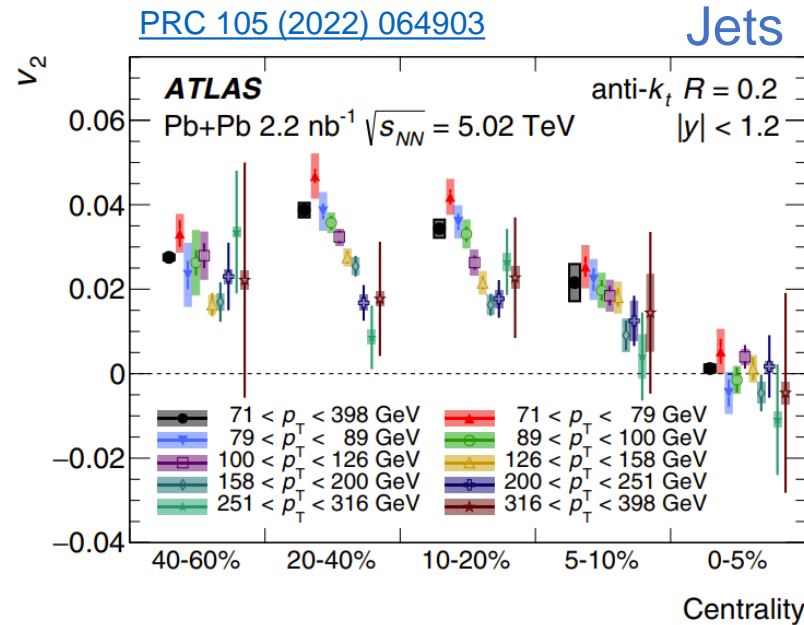 PRC 105 (2022) 064903
Jets
v2
ATLAS
anti-kt R = 0.2
Pb+Pb 2.2 nb-1 √sNN = 5.02 TeV
|y| < 1.2
0.06
0.04
0.02
0
−0.02
−0.04
71 < pT < 398 GeV
71 < pT < 79 GeV
79 < pT < 89 GeV
89 < pT < 100 GeV
100 < pT < 126 GeV
126 < pT < 158 GeV
158 < pT < 200 GeV
200 < pT < 251 GeV
251 < pT < 316 GeV
316 < pT < 398 GeV
40-60%
20-40%
10-20%
5-10%
0-5%
Centrality